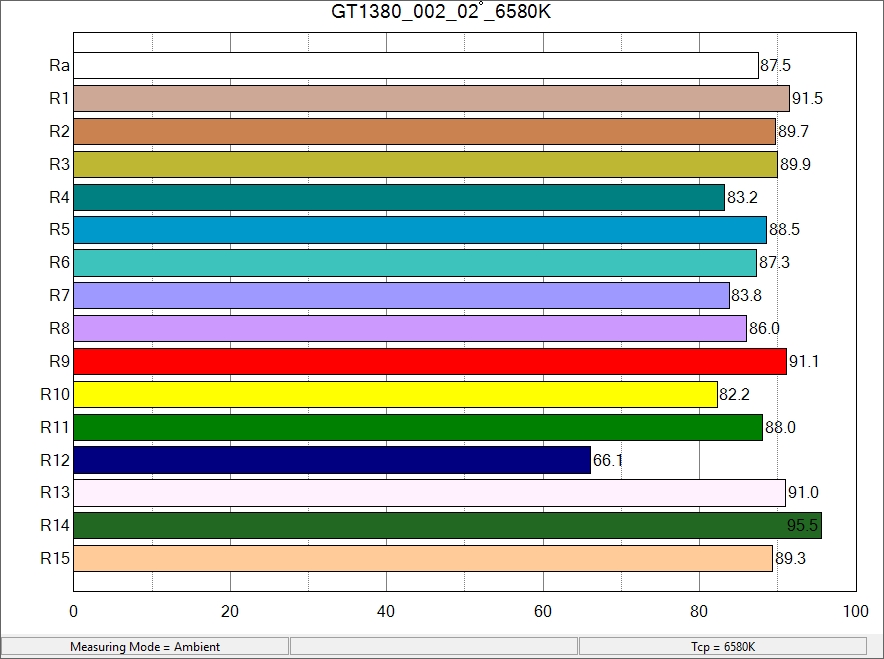 GT1380_002_02°_6580K
Ra 87.5
R1 91.5
R2 89.7
R3 89.9
R4 83.2
R5 88.5
R6 87.3
R7 83.8
R8 86.0
R9 91.1
R10 82.2
R11 88.0
R12 66.1
R13 91.0
R14 95.5
R15 89.3
0 20 40 60 80 100
Measuring Mode = Ambient Tcp = 6580K